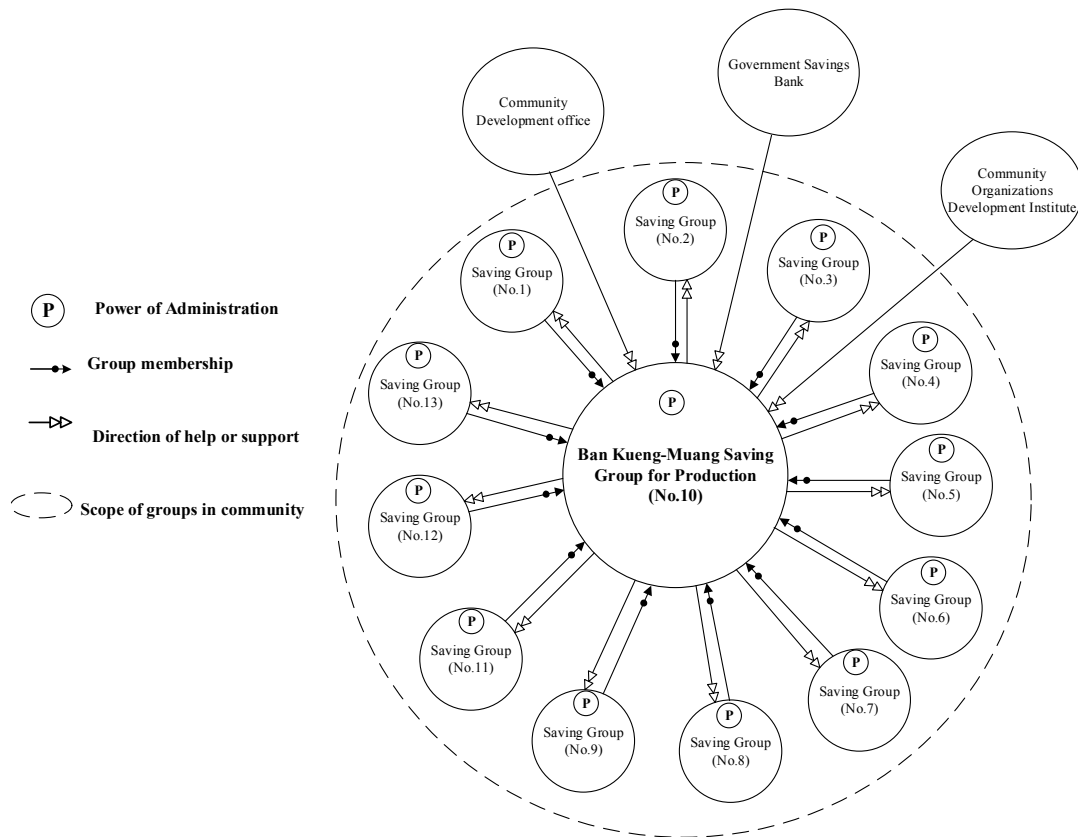 Government Savings
Bank
Community
Development office
Community
Organizations
Development Institute
P
Saving Group
(No.2)
P
Saving Group
(No.1)
P
Saving Group
(No.3)
P
Power of Administration
Group membership
Direction of help or support
Scope of groups in community
P
Saving Group
(No.4)
P
Saving Group
(No.13)
P
Ban Kueng-Muang Saving
Group for Production
(No.10)
P
Saving Group
(No.5)
P
Saving Group
(No.12)
P
Saving Group
(No.6)
P
Saving Group
(No.11)
P
Saving Group
(No.7)
P
Saving Group
(No.9)
P
Saving Group
(No.8)